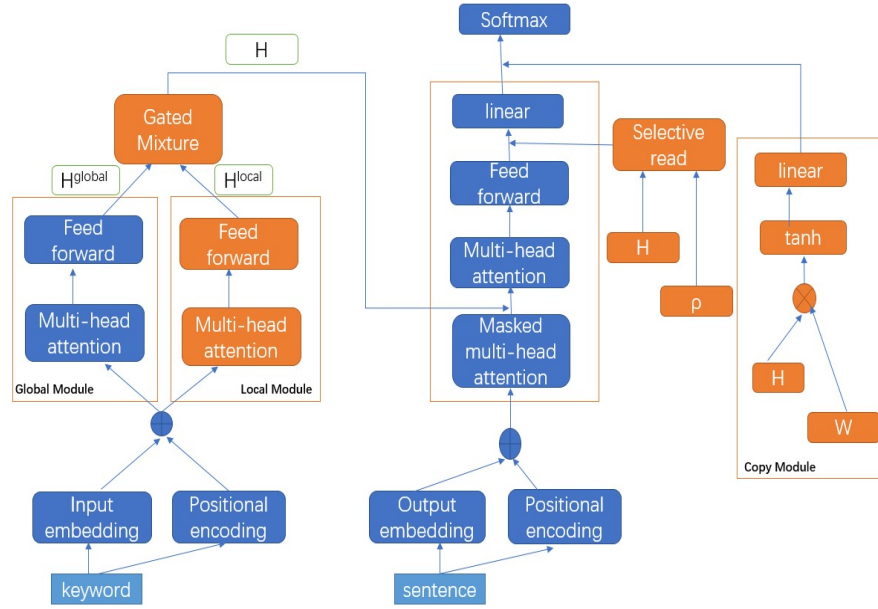 Softmax
H
linear
Gated
Mixture
Selective
read
linear
H^global
H^local
Feed
forward
Feed
forward
Feed
forward
H
tanh
Multi-head
attention
ρ
Multi-head
attention
Multi-head
attention
Masked
multi-head
attention
H
W
Global Module
Local Module
Copy Module
Input
embedding
Positional
encoding
Output
embedding
Positional
encoding
keyword
sentence